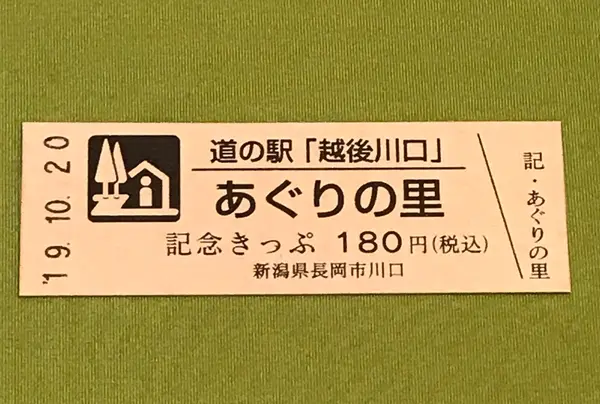 '19.10.20
道の駅「越後川口」
あぐりの里
記念きっぷ 180円(税込)
新潟県長岡市川口
記・あぐりの里